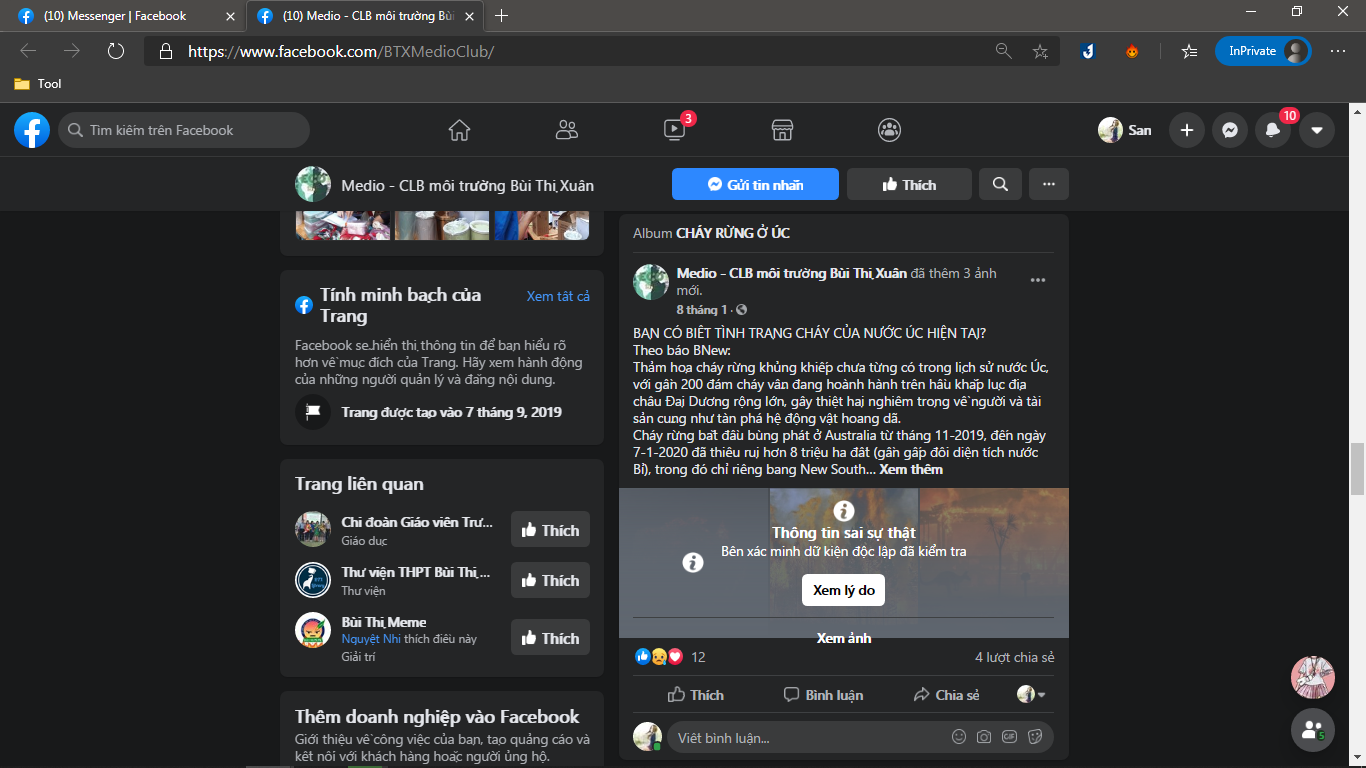 (10) Messenger | Facebook
(10) Medio - CLB môi trường Bùi
https://www.facebook.com/BTXMedioClub/
InPrivate
Tool
Tìm kiếm trên Facebook
3
San
10
Medio - CLB môi trường Bùi Thị Xuân
Gửi tin nhắn
Thích
Tính minh bạch của
Trang
Xem tất cả
Facebook sẽ hiển thị thông tin để bạn hiểu rõ
hơn về mục đích của Trang. Hãy xem hành động
của những người quản lý và đăng nội dung.
Trang được tạo vào 7 tháng 9, 2019
Trang liên quan
Chi đoàn Giáo viên Trư...
Giáo dục
Thích
Thư viện THPT Bùi Thị ...
Thư viện
Thích
Bùi Thị Meme
Nguyệt Nhi thích điều này
Giải trí
Thích
Thêm doanh nghiệp vào Facebook
Giới thiệu về công việc của bạn, tạo quảng cáo và
kết nối với khách hàng hoặc người ủng hộ.
Album CHÁY RỪNG Ở ÚC
Medio - CLB môi trường Bùi Thị Xuân đã thêm 3 ảnh
mới.
8 tháng 1 ·
BẠN CÓ BIẾT TÌNH TRẠNG CHÁY CỦA NƯỚC ÚC HIỆN TẠI?
Theo báo BNew:
Thảm họa cháy rừng khủng khiếp chưa từng có trong lịch sử nước Úc,
với gần 200 đám cháy vẫn đang hoành hành trên hầu khắp lục địa
châu Đại Dương rộng lớn, gây thiệt hại nghiêm trọng về người và tài
sản cũng như tàn phá hệ động vật hoang dã.
Cháy rừng bắt đầu bùng phát ở Australia từ tháng 11-2019, đến ngày
7-1-2020 đã thiêu rụi hơn 8 triệu ha đất (gần gấp đôi diện tích nước
Bỉ), trong đó chỉ riêng bang New South... Xem thêm
Thông tin sai sự thật
Bên xác minh dữ kiện độc lập đã kiểm tra
Xem lý do
Xem ảnh
12
4 lượt chia sẻ
Thích
Bình luận
Chia sẻ
Viết bình luận...
GIF
5